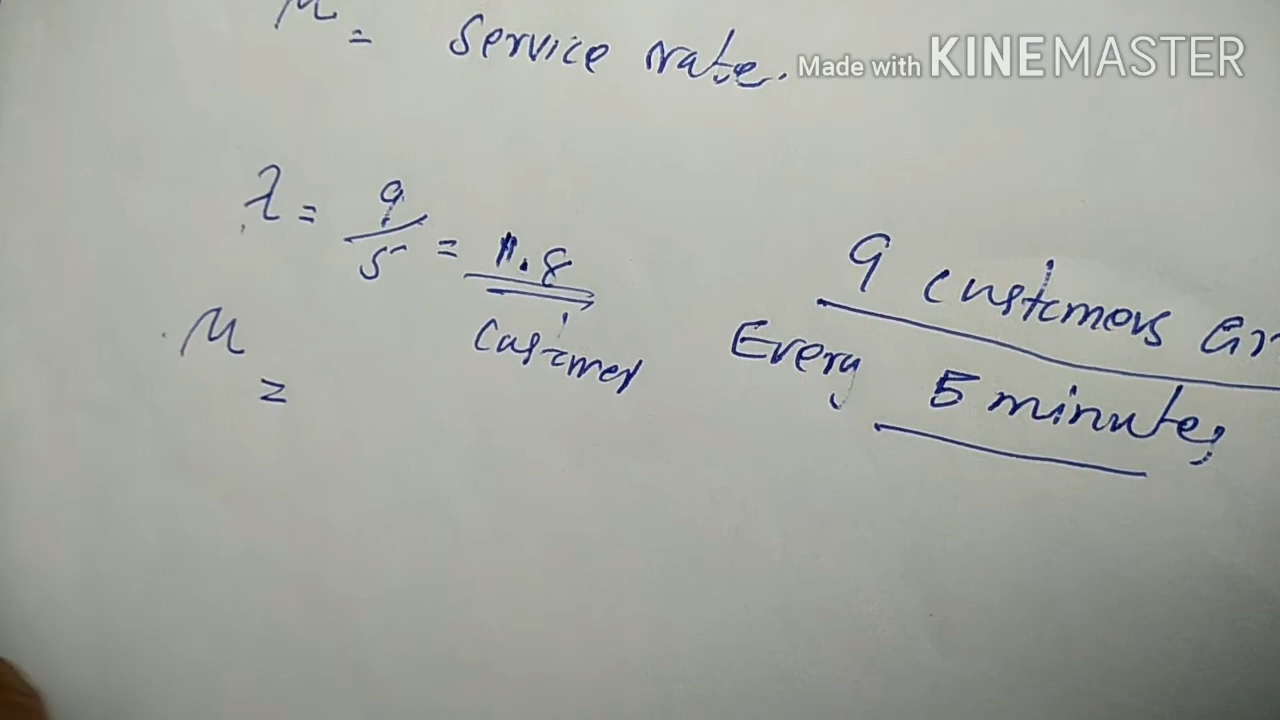 μ = Service rate.
Made with KINEMASTER
λ = 9/5 = 1.8
Customer
9 customers
Every 5 minutes
μ =